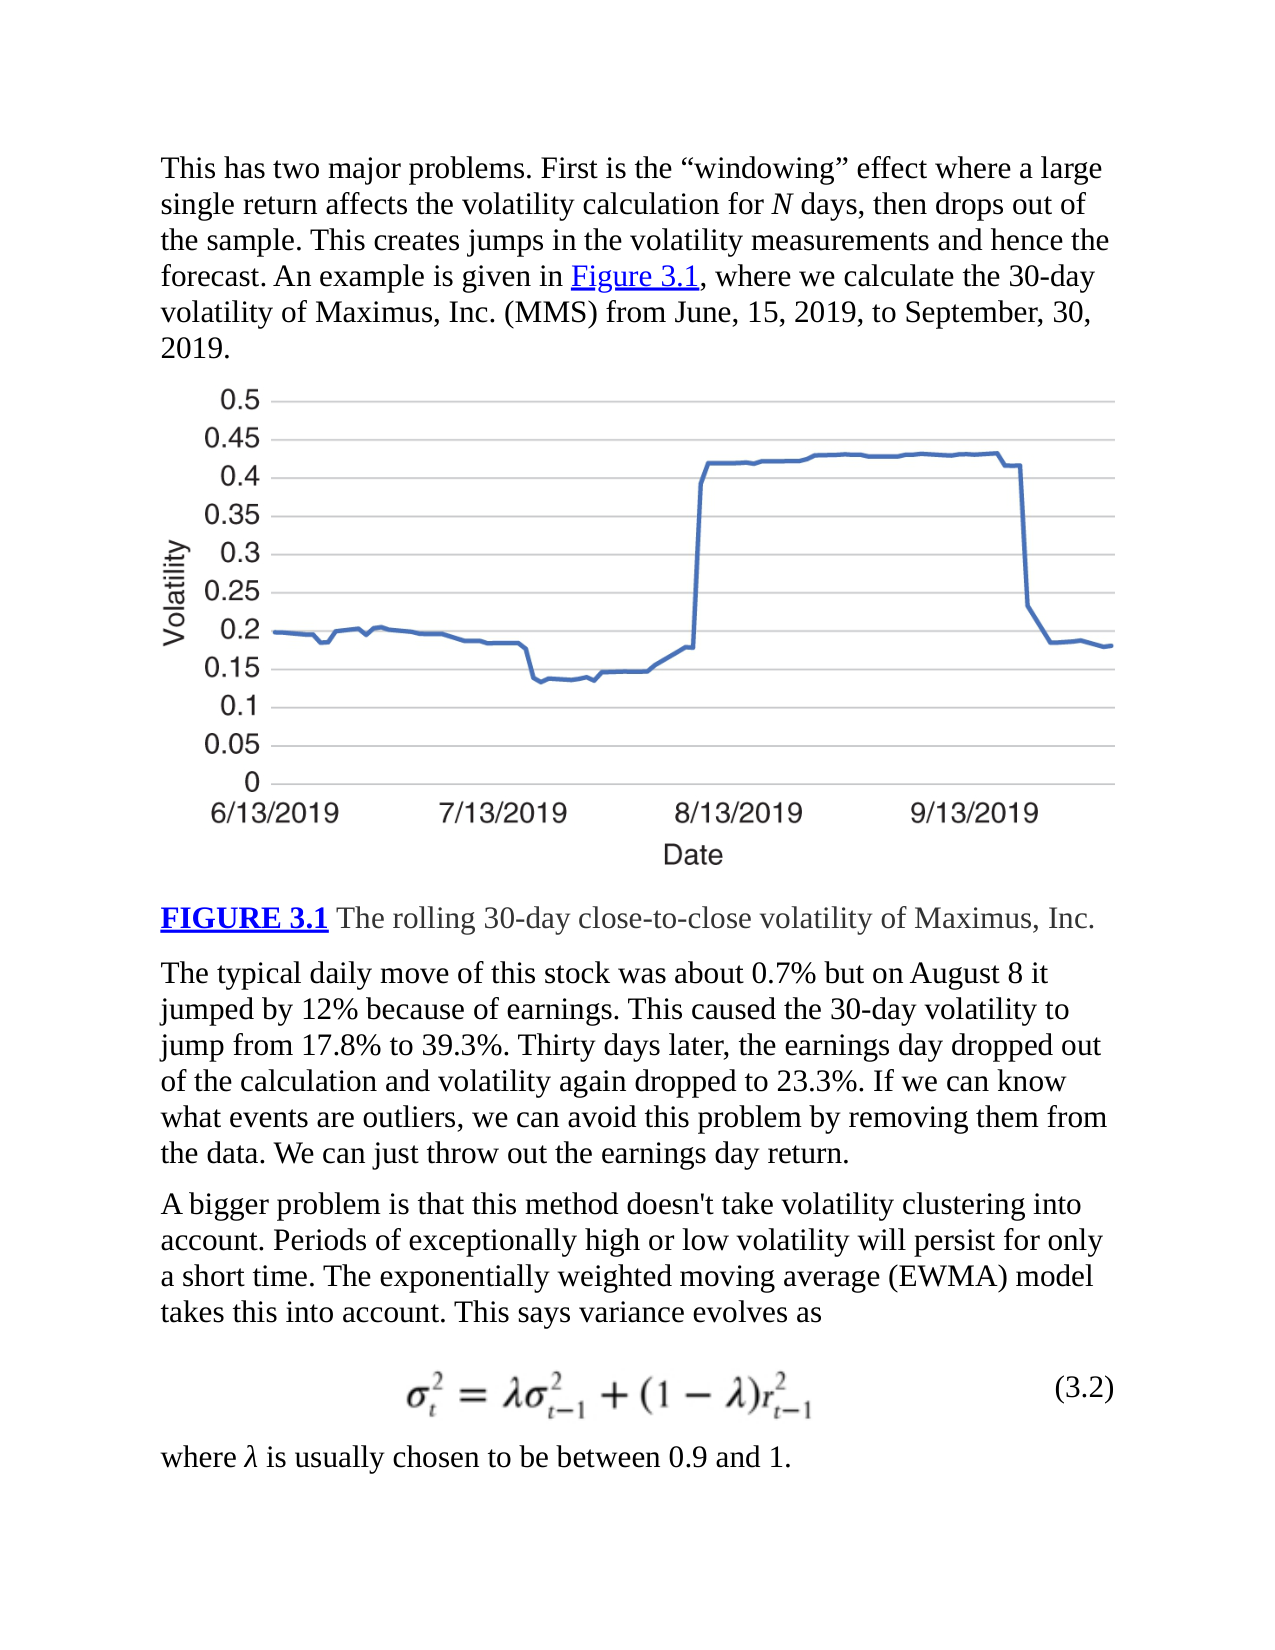 This has two major problems. First is the “windowing” effect where a large
single return affects the volatility calculation for N days, then drops out of
the sample. This creates jumps in the volatility measurements and hence the
forecast. An example is given in Figure 3.1, where we calculate the 30-day
volatility of Maximus, Inc. (MMS) from June, 15, 2019, to September, 30,
2019.
0.5
0.45
0.4
0.35
0.3
0.25
0.2
0.15
0.1
0.05
0
Volatility
6/13/2019 7/13/2019 8/13/2019 9/13/2019
Date
FIGURE 3.1 The rolling 30-day close-to-close volatility of Maximus, Inc.
The typical daily move of this stock was about 0.7% but on August 8 it
jumped by 12% because of earnings. This caused the 30-day volatility to
jump from 17.8% to 39.3%. Thirty days later, the earnings day dropped out
of the calculation and volatility again dropped to 23.3%. If we can know
what events are outliers, we can avoid this problem by removing them from
the data. We can just throw out the earnings day return.
A bigger problem is that this method doesn't take volatility clustering into
account. Periods of exceptionally high or low volatility will persist for only
a short time. The exponentially weighted moving average (EWMA) model
takes this into account. This says variance evolves as
σ²ₜ = λσ²ₜ₋₁ + (1 − λ)r²ₜ₋₁ (3.2)
where λ is usually chosen to be between 0.9 and 1.